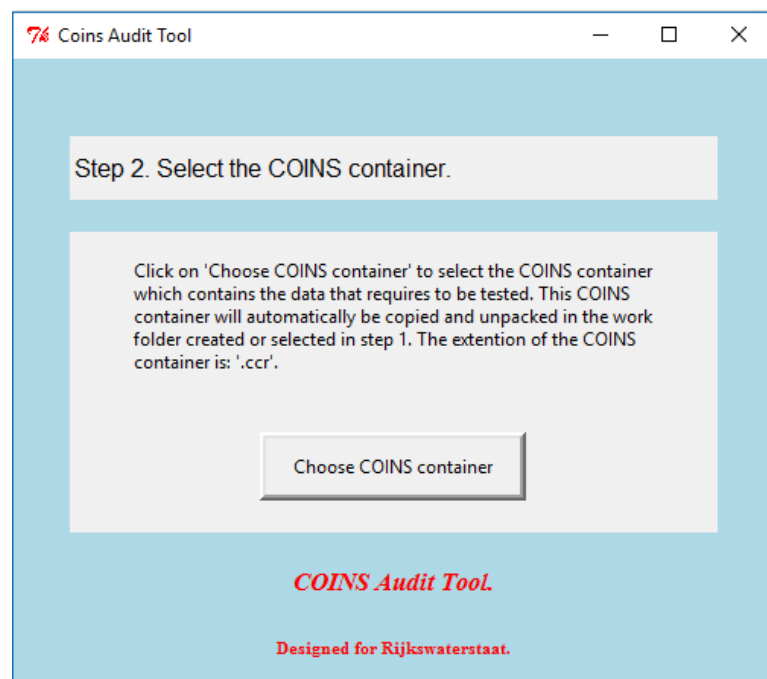 Coins Audit Tool
Step 2. Select the COINS container.
Click on 'Choose COINS container' to select the COINS container
which contains the data that requires to be tested. This COINS
container will automatically be copied and unpacked in the work
folder created or selected in step 1. The extention of the COINS
container is: '.ccr'.
Choose COINS container
COINS Audit Tool.
Designed for Rijkswaterstaat.